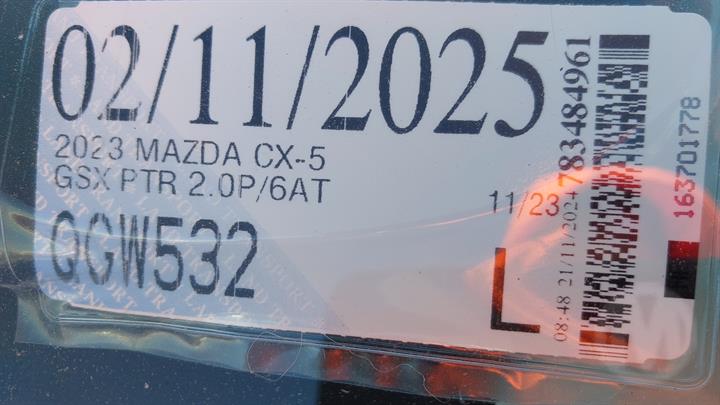 02/11/2025
2023 MAZDA CX-5
GSX PTR 2.0P/6AT
11/23
QGW532
L
08:48 21/11/2024
783484961
163701778